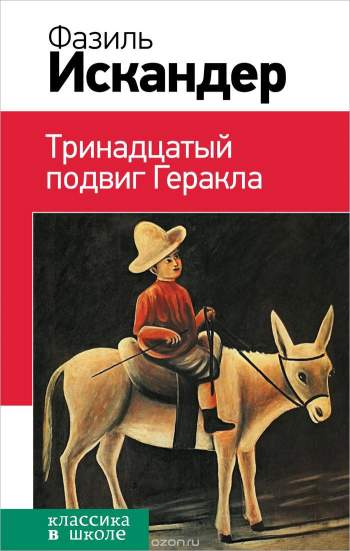 Фазиль
Искандер
Тринадцатый
подвиг Геракла
классика
в школе
ozon.ru